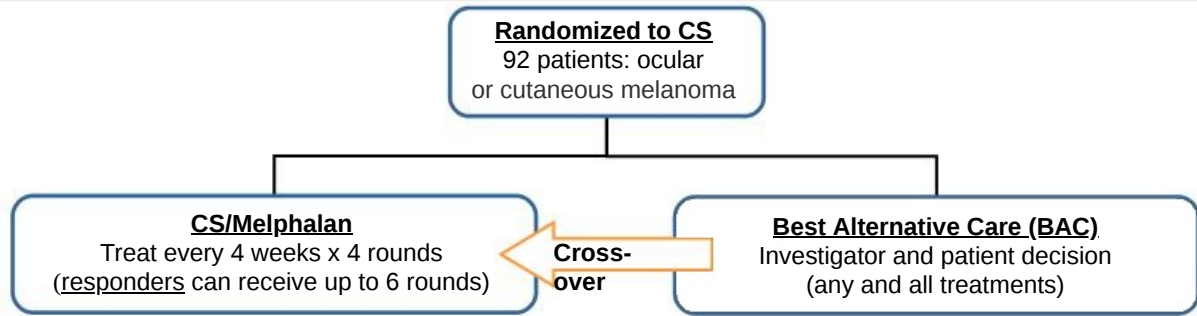 Randomized to CS
92 patients: ocular
or cutaneous melanoma
CS/Melphalan
Treat every 4 weeks x 4 rounds
(responders can receive up to 6 rounds)
Cross-
over
Best Alternative Care (BAC)
Investigator and patient decision
(any and all treatments)